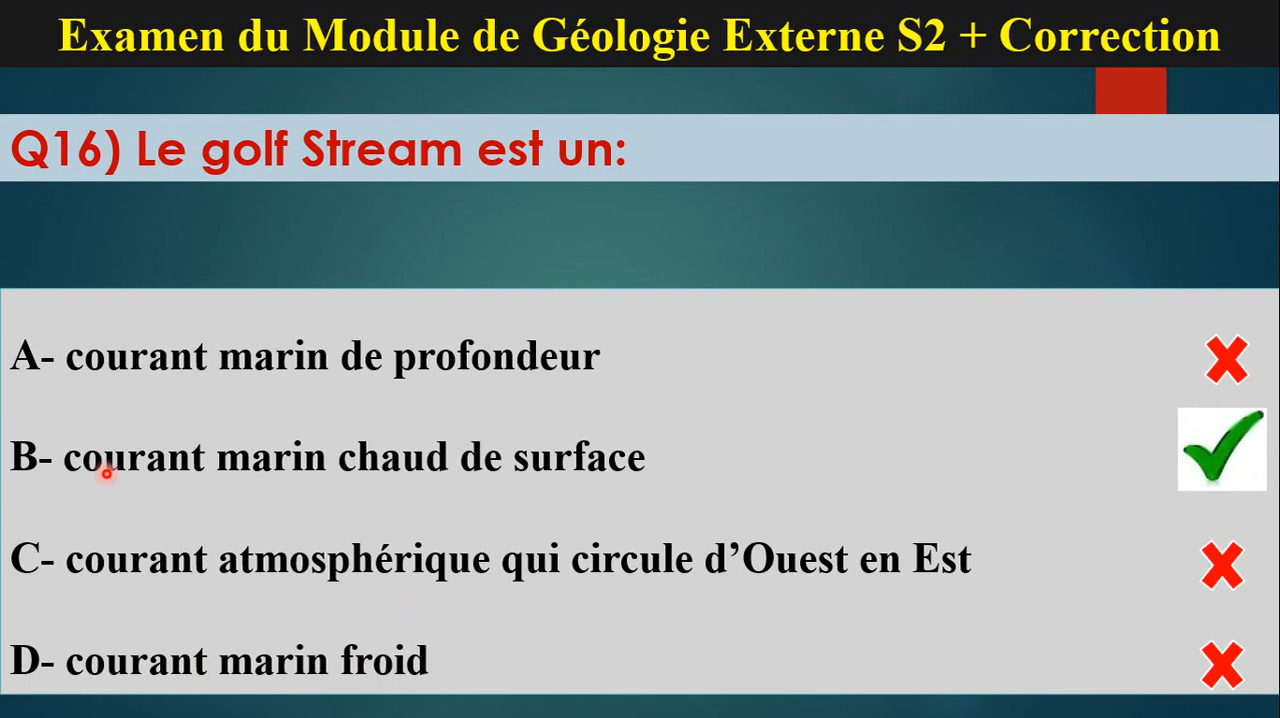 Examen du Module de Géologie Externe S2 + Correction
Q16) Le golf Stream est un:
A- courant marin de profondeur
B- courant marin chaud de surface
C- courant atmosphérique qui circule d’Ouest en Est
D- courant marin froid